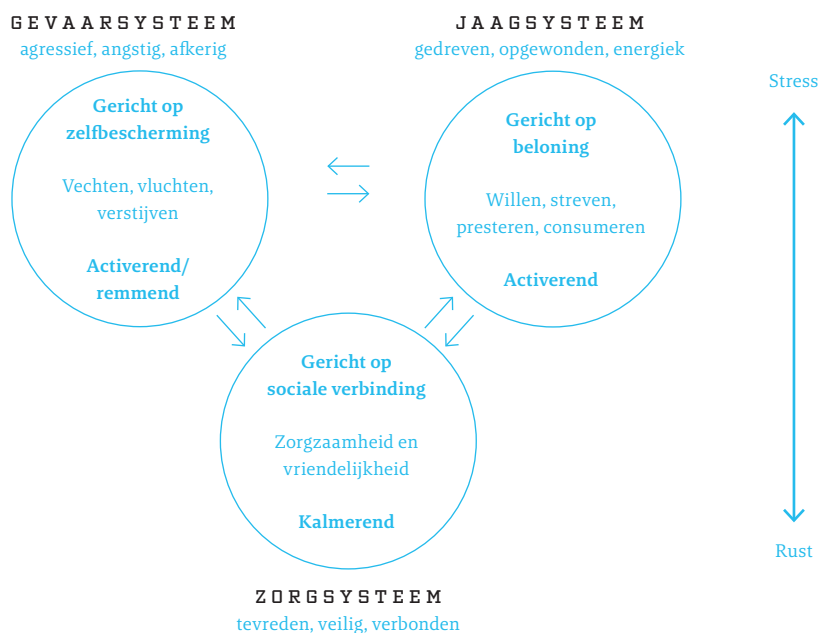 GEVAARSYSTEEM
agressief, angstig, afkerig
Gericht op
zelfbescherming
Vechten, vluchten,
verstijven
Activerend/
remmend
JAAGSYSTEEM
gedreven, opgewonden, energiek
Gericht op
beloning
Willen, streven,
presteren, consumeren
Activerend
Stress
Gericht op
sociale verbinding
Zorgzaamheid en
vriendelijkheid
Kalmerend
Rust
ZORGSYSTEEM
tevreden, veilig, verbonden